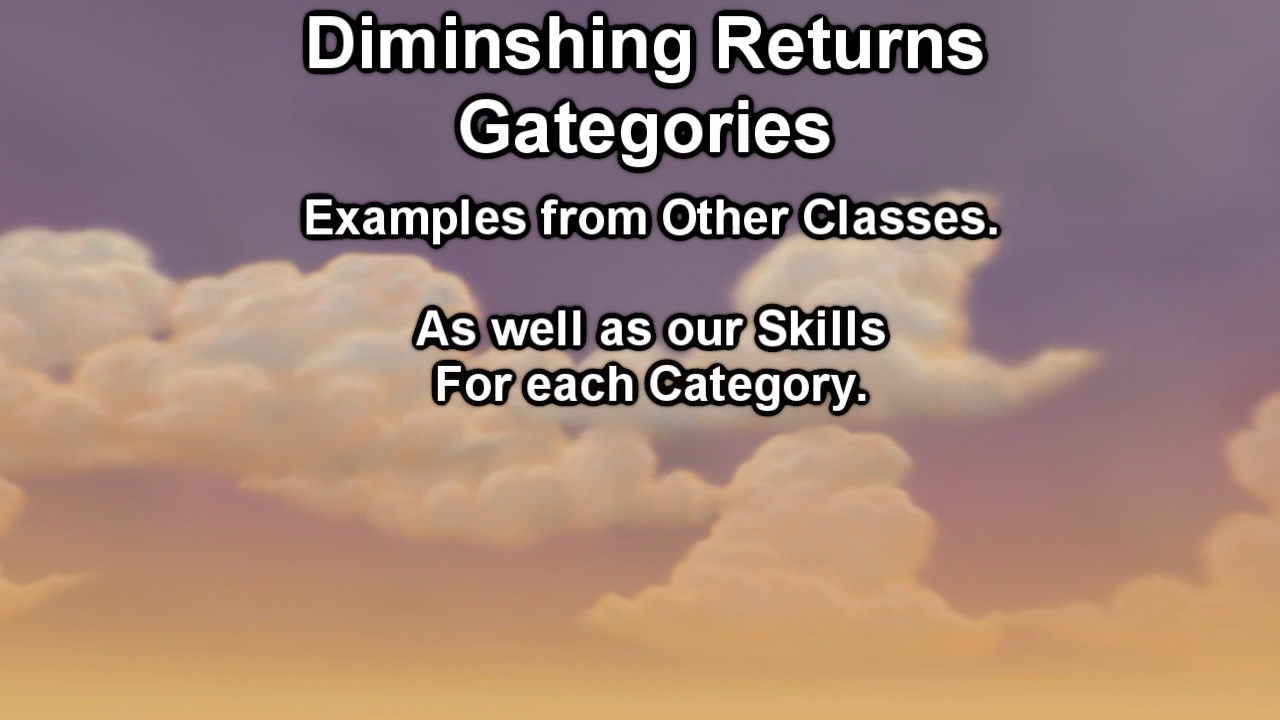 Diminshing Returns
Gategories
Examples from Other Classes.
As well as our Skills
For each Category.